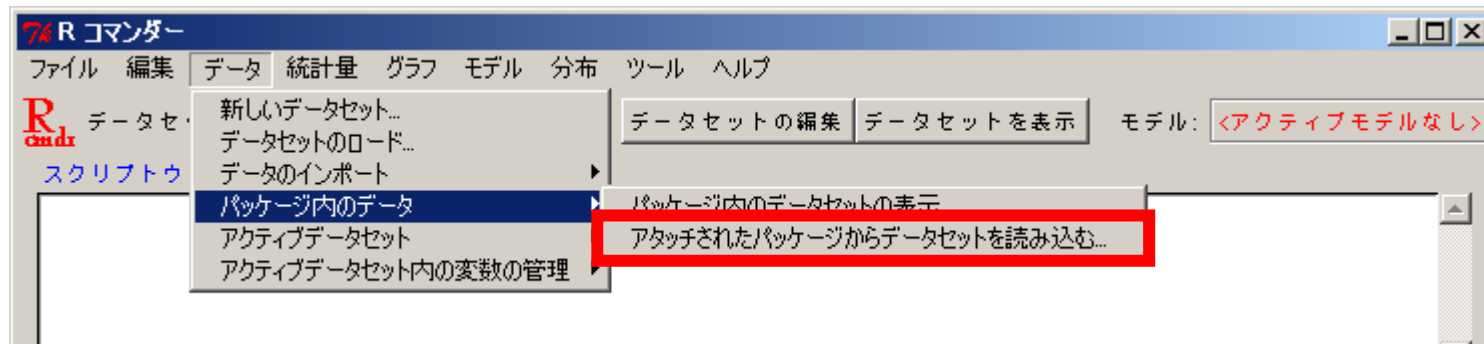 R コマンダー
ファイル 編集 データ 統計量 グラフ モデル 分布 ツール ヘルプ
R cmdr データセ データセットの編集 データセットを表示 モデル: <アクティブモデルなし>
新しいデータセット...
データセットのロード...
スクリプトウ
データのインポート
パッケージ内のデータ
パッケージ内のデータセットの表示
アクティブデータセット
アタッチされたパッケージからデータセットを読み込む...
アクティブデータセット内の変数の管理